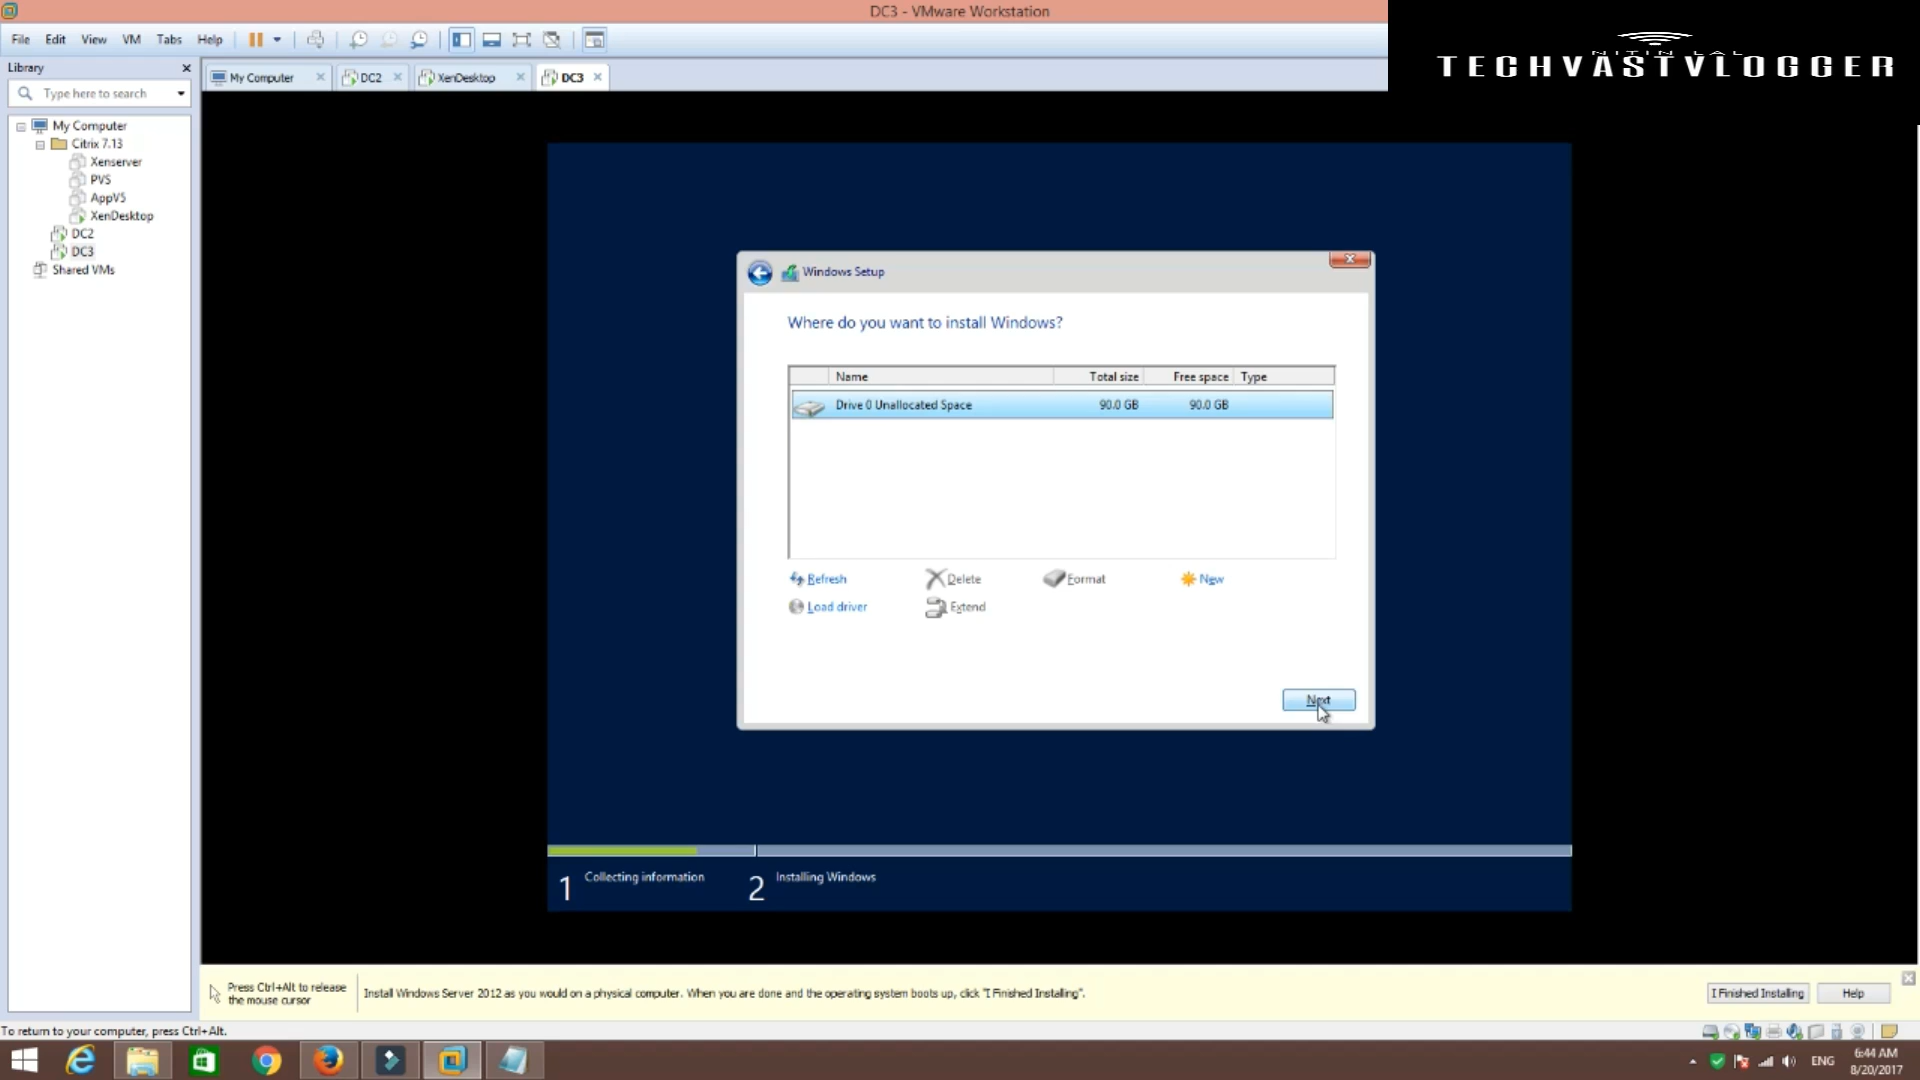 DC3 - VMware Workstation
File Edit View VM Tabs Help
NITIN LAL
TECHVASTVLOGGER
Library
My Computer DC2 XenDesktop DC3
Type here to search
My Computer
Citrix 7.13
Xenserver
PVS
AppV5
XenDesktop
DC2
DC3
Shared VMs
Windows Setup
Where do you want to install Windows?
Name Total size Free space Type
Drive 0 Unallocated Space 90.0 GB 90.0 GB
Refresh Delete Format New
Load driver Extend
Next
1 Collecting information 2 Installing Windows
Press Ctrl+Alt to release
the mouse cursor
Install Windows Server 2012 as you would on a physical computer. When you are done and the operating system boots up, click "I Finished Installing".
I Finished Installing Help
To return to your computer, press Ctrl+Alt.
ENG
6:44 AM
8/20/2017